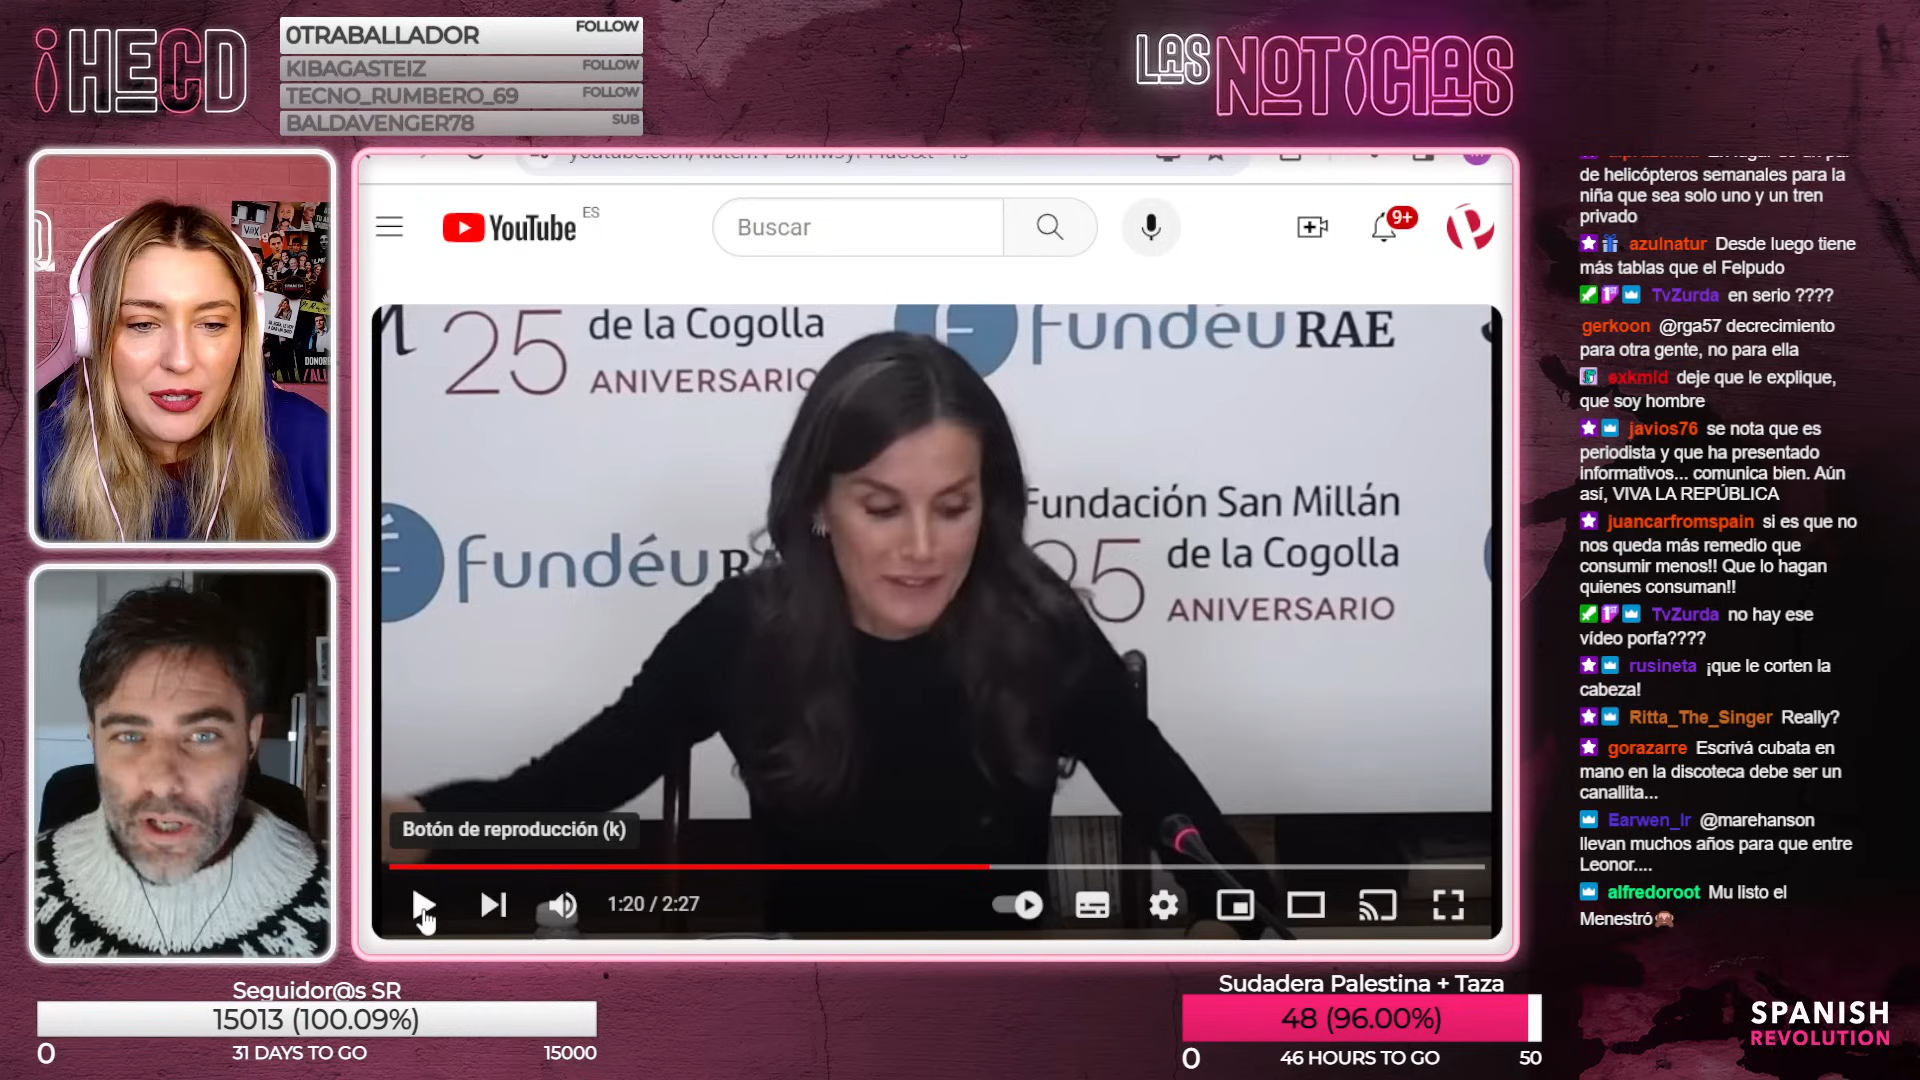 ¡HECD
0TRABALLADOR FOLLOW
KIBAGASTEIZ FOLLOW
TECNO_RUMBERO_69 FOLLOW
BALDAVENGER78 SUB
LAS NOTICIAS
YouTube ES
Buscar
9+
25 de la Cogolla
ANIVERSARIO
fundéu RAE
fundéu
Fundación San Millán
25 de la Cogolla
ANIVERSARIO
Botón de reproducción (k)
1:20 / 2:27
de helicópteros semanales para la
niña que sea solo uno y un tren
privado
azulnatur Desde luego tiene
más tablas que el Felpudo
TvZurda en serio ????
gerkoon @rga57 decrecimiento
para otra gente, no para ella
exkmld deje que le explique,
que soy hombre
javios76 se nota que es
periodista y que ha presentado
informativos... comunica bien. Aún
así, VIVA LA REPÚBLICA
juancarfromspain si es que no
nos queda más remedio que
consumir menos!! Que lo hagan
quienes consuman!!
TvZurda no hay ese
vídeo porfa????
rusineta ¡que le corten la
cabeza!
Ritta_The_Singer Really?
gorazarre Escrivá cubata en
mano en la discoteca debe ser un
canallita...
Earwen_Ir @marehanson
llevan muchos años para que entre
Leonor....
alfredoroot Mu listo el
Menestró
Seguidor@s SR
15013 (100.09%)
0 31 DAYS TO GO 15000
Sudadera Palestina + Taza
48 (96.00%)
0 46 HOURS TO GO 50
SPANISH
REVOLUTION